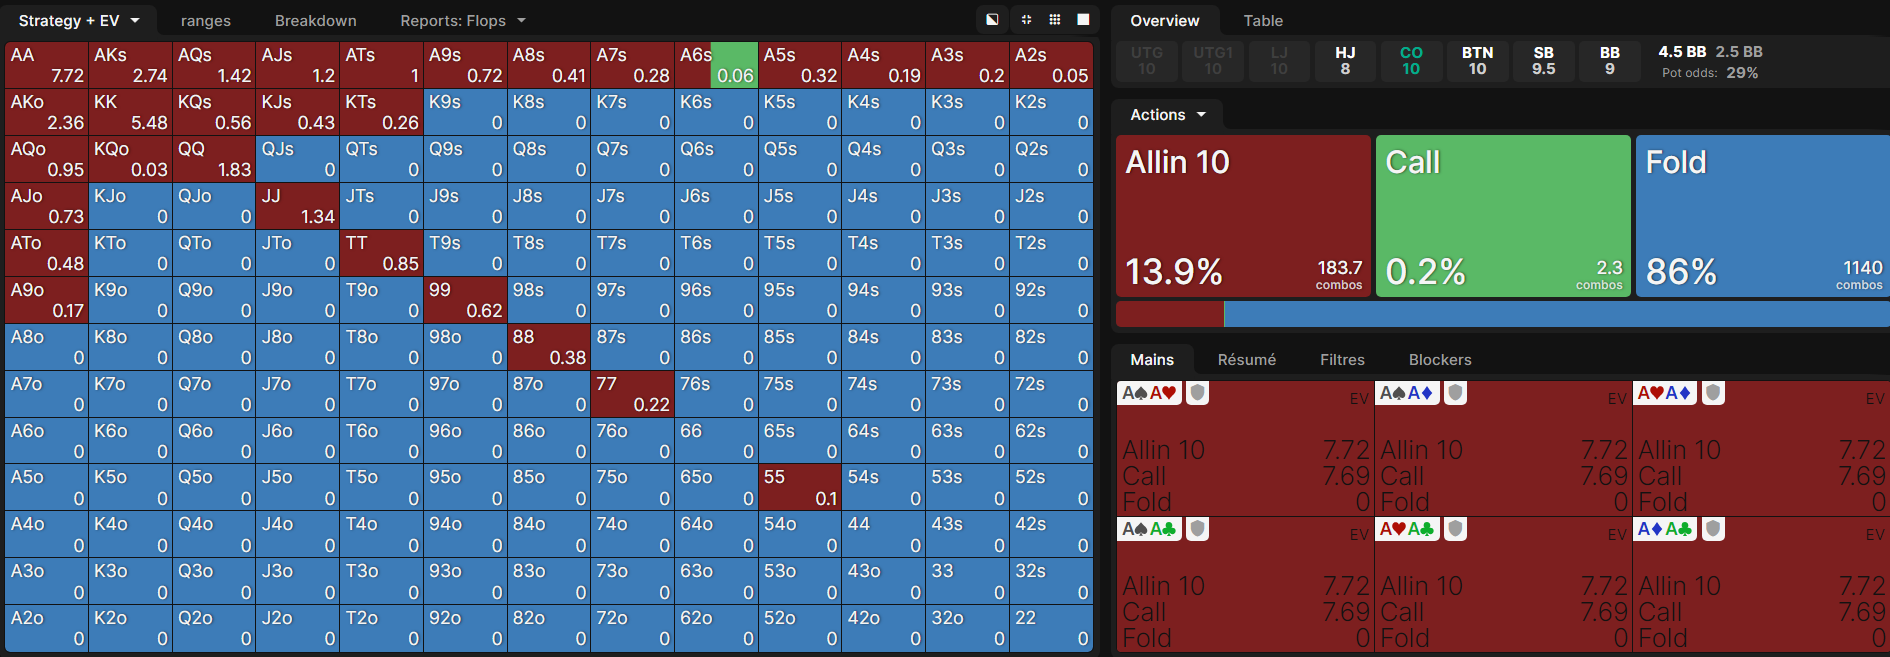 Strategy + EV ranges Breakdown Reports: Flops
AA AKs AQs AJs ATs A9s A8s A7s A6s A5s A4s A3s A2s
7.72 2.74 1.42 1.2 1 0.72 0.41 0.28 0.06 0.32 0.19 0.2 0.05
AKo KK KQs KJs KTs K9s K8s K7s K6s K5s K4s K3s K2s
2.36 5.48 0.56 0.43 0.26 0 0 0 0 0 0 0 0
AQo KQo QQ QJs QTs Q9s Q8s Q7s Q6s Q5s Q4s Q3s Q2s
0.95 0.03 1.83 0 0 0 0 0 0 0 0 0 0
AJo KJo QJo JJ JTs J9s J8s J7s J6s J5s J4s J3s J2s
0.73 0 0 1.34 0 0 0 0 0 0 0 0 0
ATo KTo QTo JTo TT T9s T8s T7s T6s T5s T4s T3s T2s
0.48 0 0 0 0.85 0 0 0 0 0 0 0 0
A9o K9o Q9o J9o T9o 99 98s 97s 96s 95s 94s 93s 92s
0.17 0 0 0 0 0.62 0 0 0 0 0 0 0
A8o K8o Q8o J8o T8o 98o 88 87s 86s 85s 84s 83s 82s
0 0 0 0 0 0 0.38 0 0 0 0 0 0
A7o K7o Q7o J7o T7o 97o 87o 77 76s 75s 74s 73s 72s
0 0 0 0 0 0 0 0.22 0 0 0 0 0
A6o K6o Q6o J6o T6o 96o 86o 76o 66 65s 64s 63s 62s
0 0 0 0 0 0 0 0 0 0 0 0 0
A5o K5o Q5o J5o T5o 95o 85o 75o 65o 55 54s 53s 52s
0 0 0 0 0 0 0 0 0 0.1 0 0 0
A4o K4o Q4o J4o T4o 94o 84o 74o 64o 54o 44 43s 42s
0 0 0 0 0 0 0 0 0 0 0 0 0
A3o K3o Q3o J3o T3o 93o 83o 73o 63o 53o 43o 33 32s
0 0 0 0 0 0 0 0 0 0 0 0 0
A2o K2o Q2o J2o T2o 92o 82o 72o 62o 52o 42o 32o 22
0 0 0 0 0 0 0 0 0 0 0 0 0
Overview Table
UTG UTG1 LJ HJ CO BTN SB BB 4.5 BB 2.5 BB
10 10 10 8 10 10 9.5 9 Pot odds: 29%
Actions
Allin 10 Call Fold
13.9% 183.7 combos 0.2% 2.3 combos 86% 1140 combos
Mains Résumé Filtres Blockers
A♠A♥ EV A♠A♦ EV A♥A♦ EV
Allin 10 7.72 Allin 10 7.72 Allin 10 7.72
Call 7.69 Call 7.69 Call 7.69
Fold 0 Fold 0 Fold 0
A♠A♣ EV A♥A♣ EV A♦A♣ EV
Allin 10 7.72 Allin 10 7.72 Allin 10 7.72
Call 7.69 Call 7.69 Call 7.69
Fold 0 Fold 0 Fold 0